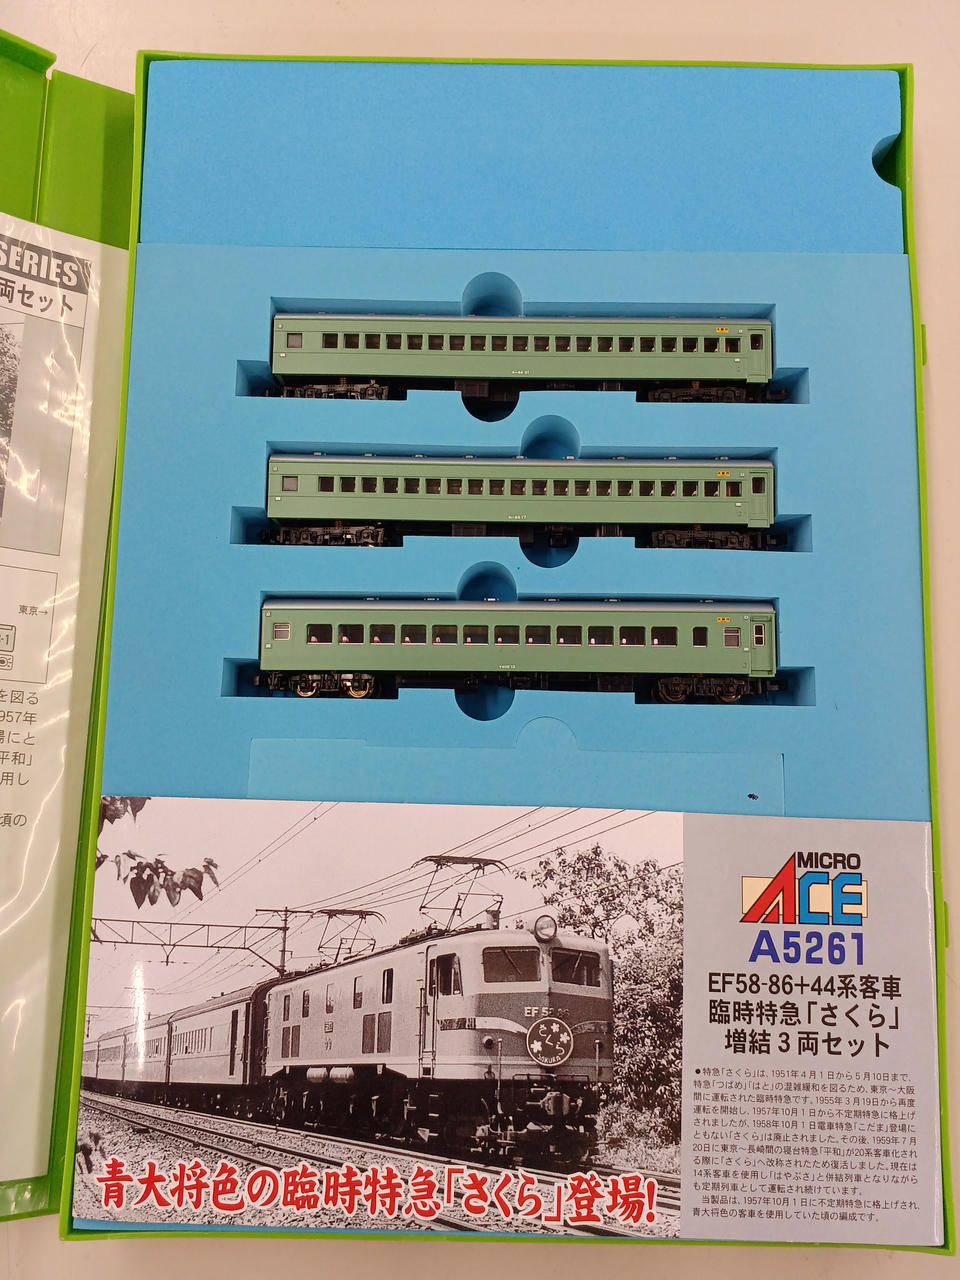 SERIES
両セット
東京→
を図る
957年
場にと
平和」
用し
頃の
EF 58 86
さくら
SAKURA
青大将色の臨時特急「さくら」登場!
MICRO
ACE
A5261
EF58-86+44系客車
臨時特急「さくら」
増結3両セット
●特急「さくら」は、1951年4月1日から5月10日まで、
特急「つばめ」「はと」の混雑緩和を図るため、東京〜大阪
間に運転された臨時特急です。1955年3月19日から再度
運転を開始し、1957年10月1日から不定期特急に格上げ
されましたが、1958年10月1日電車特急「こだま」登場に
ともない「さくら」は廃止されました。その後、1959年7月
20日に東京〜長崎間の寝台特急「平和」が20系客車化され
る際に「さくら」へ改称されたため復活しました。現在は
14系客車を使用し「はやぶさ」と併結列車となりながら
も定期列車として運転され続けています。
当製品は、1957年10月1日に不定期特急に格上げされ、
青大将色の客車を使用していた頃の編成です。